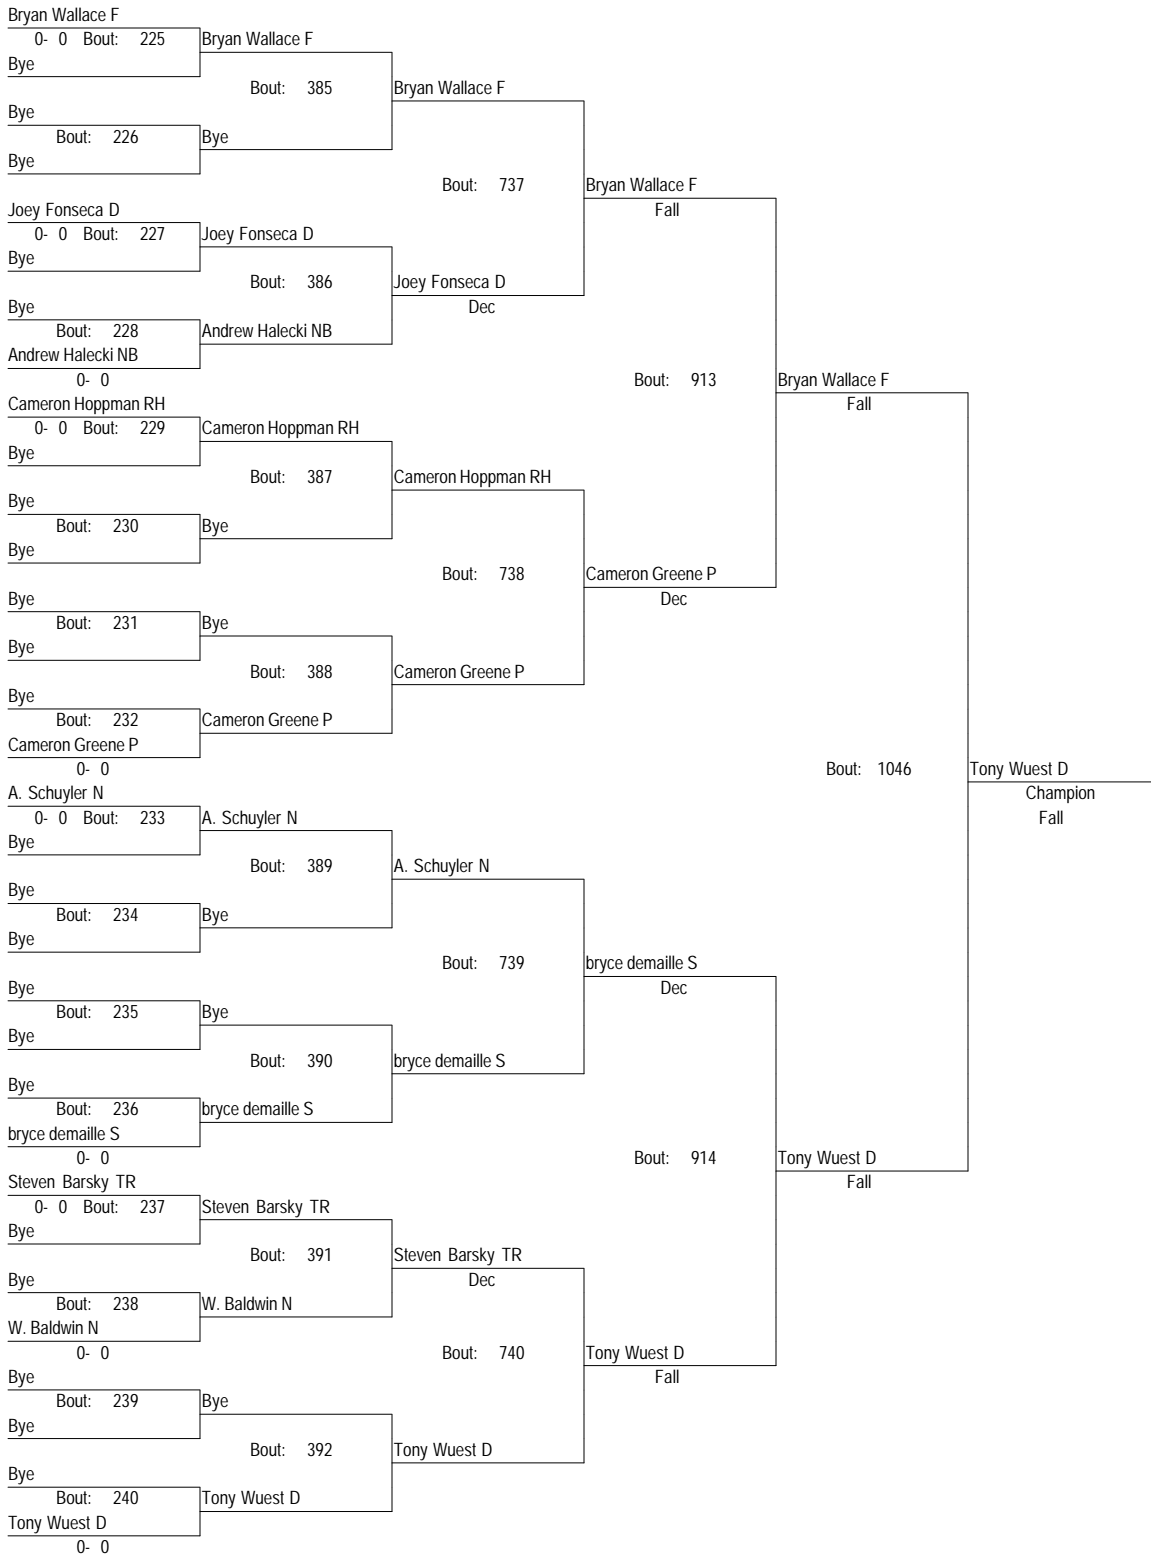 Bryan Wallace F
0- 0 Bout: 225 Bryan Wallace F
Bye
Bout: 385 Bryan Wallace F
Bye
Bout: 226 Bye
Bye
Bout: 737 Bryan Wallace F
Joey Fonseca D Fall
0- 0 Bout: 227 Joey Fonseca D
Bye
Bout: 386 Joey Fonseca D
Bye Dec
Bout: 228 Andrew Halecki NB
Andrew Halecki NB
0- 0 Bout: 913 Bryan Wallace F
Cameron Hoppman RH Fall
0- 0 Bout: 229 Cameron Hoppman RH
Bye
Bout: 387 Cameron Hoppman RH
Bye
Bout: 230 Bye
Bye
Bout: 738 Cameron Greene P
Bye Dec
Bout: 231 Bye
Bye
Bout: 388 Cameron Greene P
Bye
Bout: 232 Cameron Greene P
Cameron Greene P
0- 0 Bout: 1046 Tony Wuest D
A. Schuyler N Champion
0- 0 Bout: 233 A. Schuyler N Fall
Bye
Bout: 389 A. Schuyler N
Bye
Bout: 234 Bye
Bye
Bout: 739 bryce demaille S
Bye Dec
Bout: 235 Bye
Bye
Bout: 390 bryce demaille S
Bye
Bout: 236 bryce demaille S
bryce demaille S
0- 0 Bout: 914 Tony Wuest D
Steven Barsky TR Fall
0- 0 Bout: 237 Steven Barsky TR
Bye
Bout: 391 Steven Barsky TR
Bye Dec
Bout: 238 W. Baldwin N
W. Baldwin N
0- 0 Bout: 740 Tony Wuest D
Bye Fall
Bout: 239 Bye
Bye
Bout: 392 Tony Wuest D
Bye
Bout: 240 Tony Wuest D
Tony Wuest D
0- 0